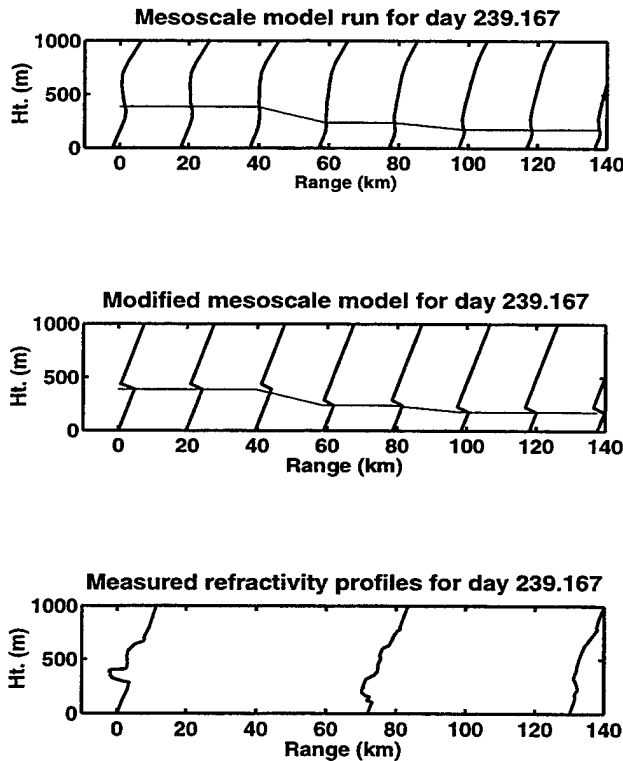 Mesoscale model run for day 239.167
1000
500
0
Ht. (m)
0 20 40 60 80 100 120 140
Range (km)
Modified mesoscale model for day 239.167
1000
500
0
Ht. (m)
0 20 40 60 80 100 120 140
Range (km)
Measured refractivity profiles for day 239.167
1000
500
0
Ht. (m)
0 20 40 60 80 100 120 140
Range (km)